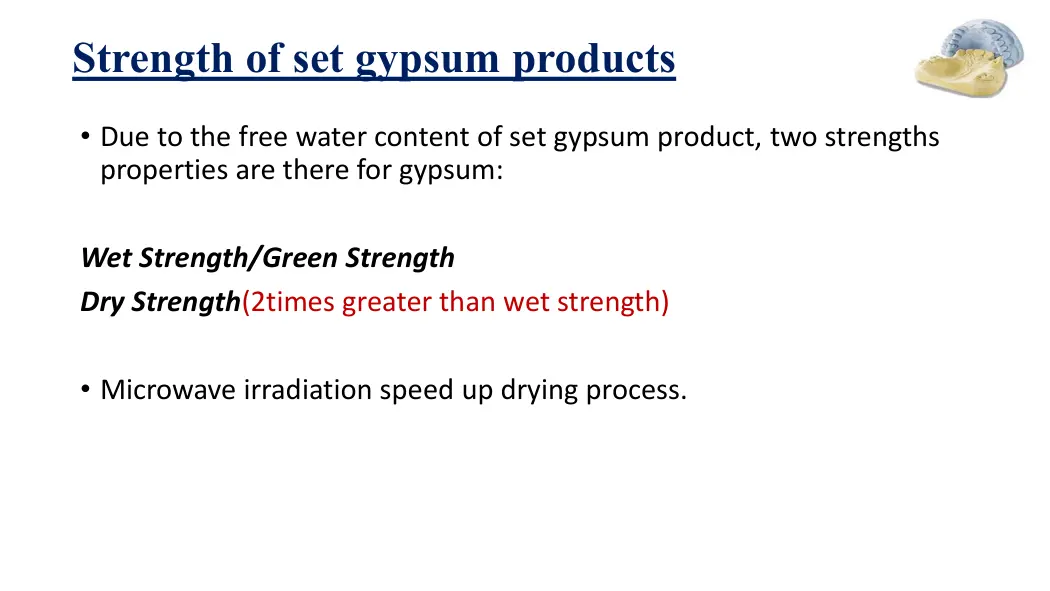 Strength of set gypsum products
• Due to the free water content of set gypsum product, two strengths
properties are there for gypsum:
Wet Strength/Green Strength
Dry Strength(2times greater than wet strength)
• Microwave irradiation speed up drying process.